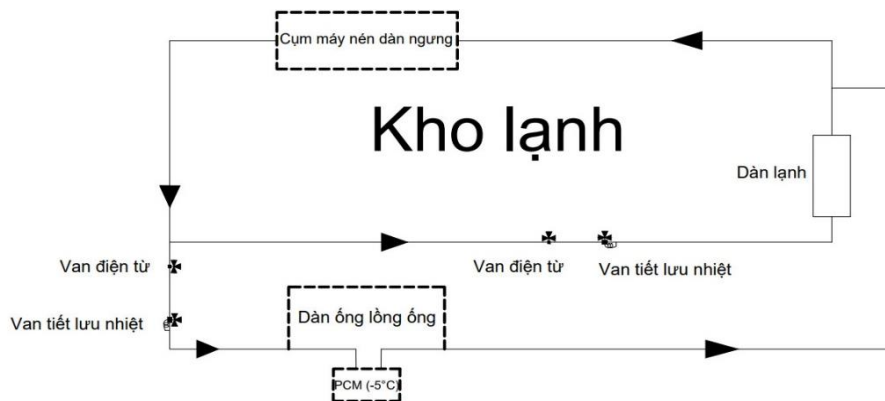 Cụm máy nén dàn ngưng
Kho lạnh
Dàn lạnh
Van điện từ
Van điện từ
Van tiết lưu nhiệt
Van tiết lưu nhiệt
Dàn ống lồng ống
PCM (-5°C)